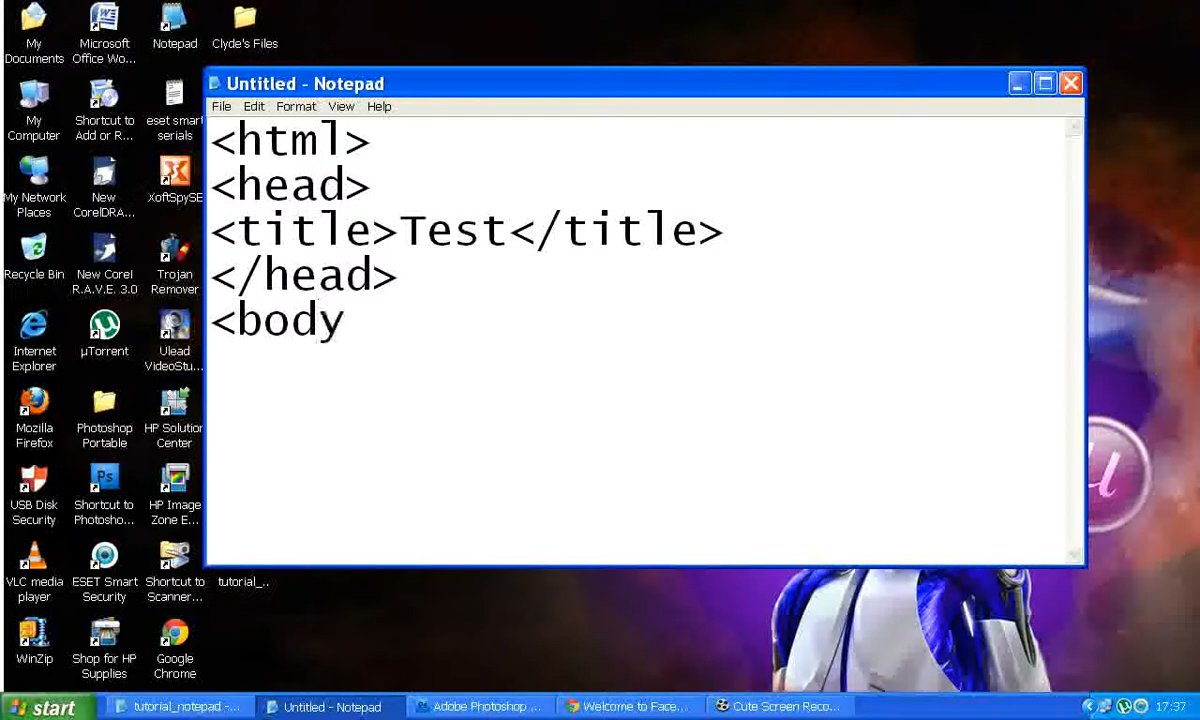 My Documents
Microsoft Office Wo...
Notepad
Clyde's Files
Untitled - Notepad
File Edit Format View Help
<html>
<head>
<title>Test</title>
</head>
<body
My Computer
Shortcut to Add or R...
eset smart serials
My Network Places
New CorelDRA...
XoftSpySE
Recycle Bin
New Corel R.A.V.E. 3.0
Trojan Remover
Internet Explorer
µTorrent
Ulead VideoStu...
Mozilla Firefox
Photoshop Portable
HP Solution Center
USB Disk Security
Ps
Shortcut to Photosho...
HP Image Zone E...
VLC media player
ESET Smart Security
Shortcut to Scanner...
tutorial_..
WinZip
Shop for HP Supplies
Google Chrome
start
tutorial_notepad - ...
Untitled - Notepad
Adobe Photoshop ...
Welcome to Face...
Cute Screen Reco...
17:37